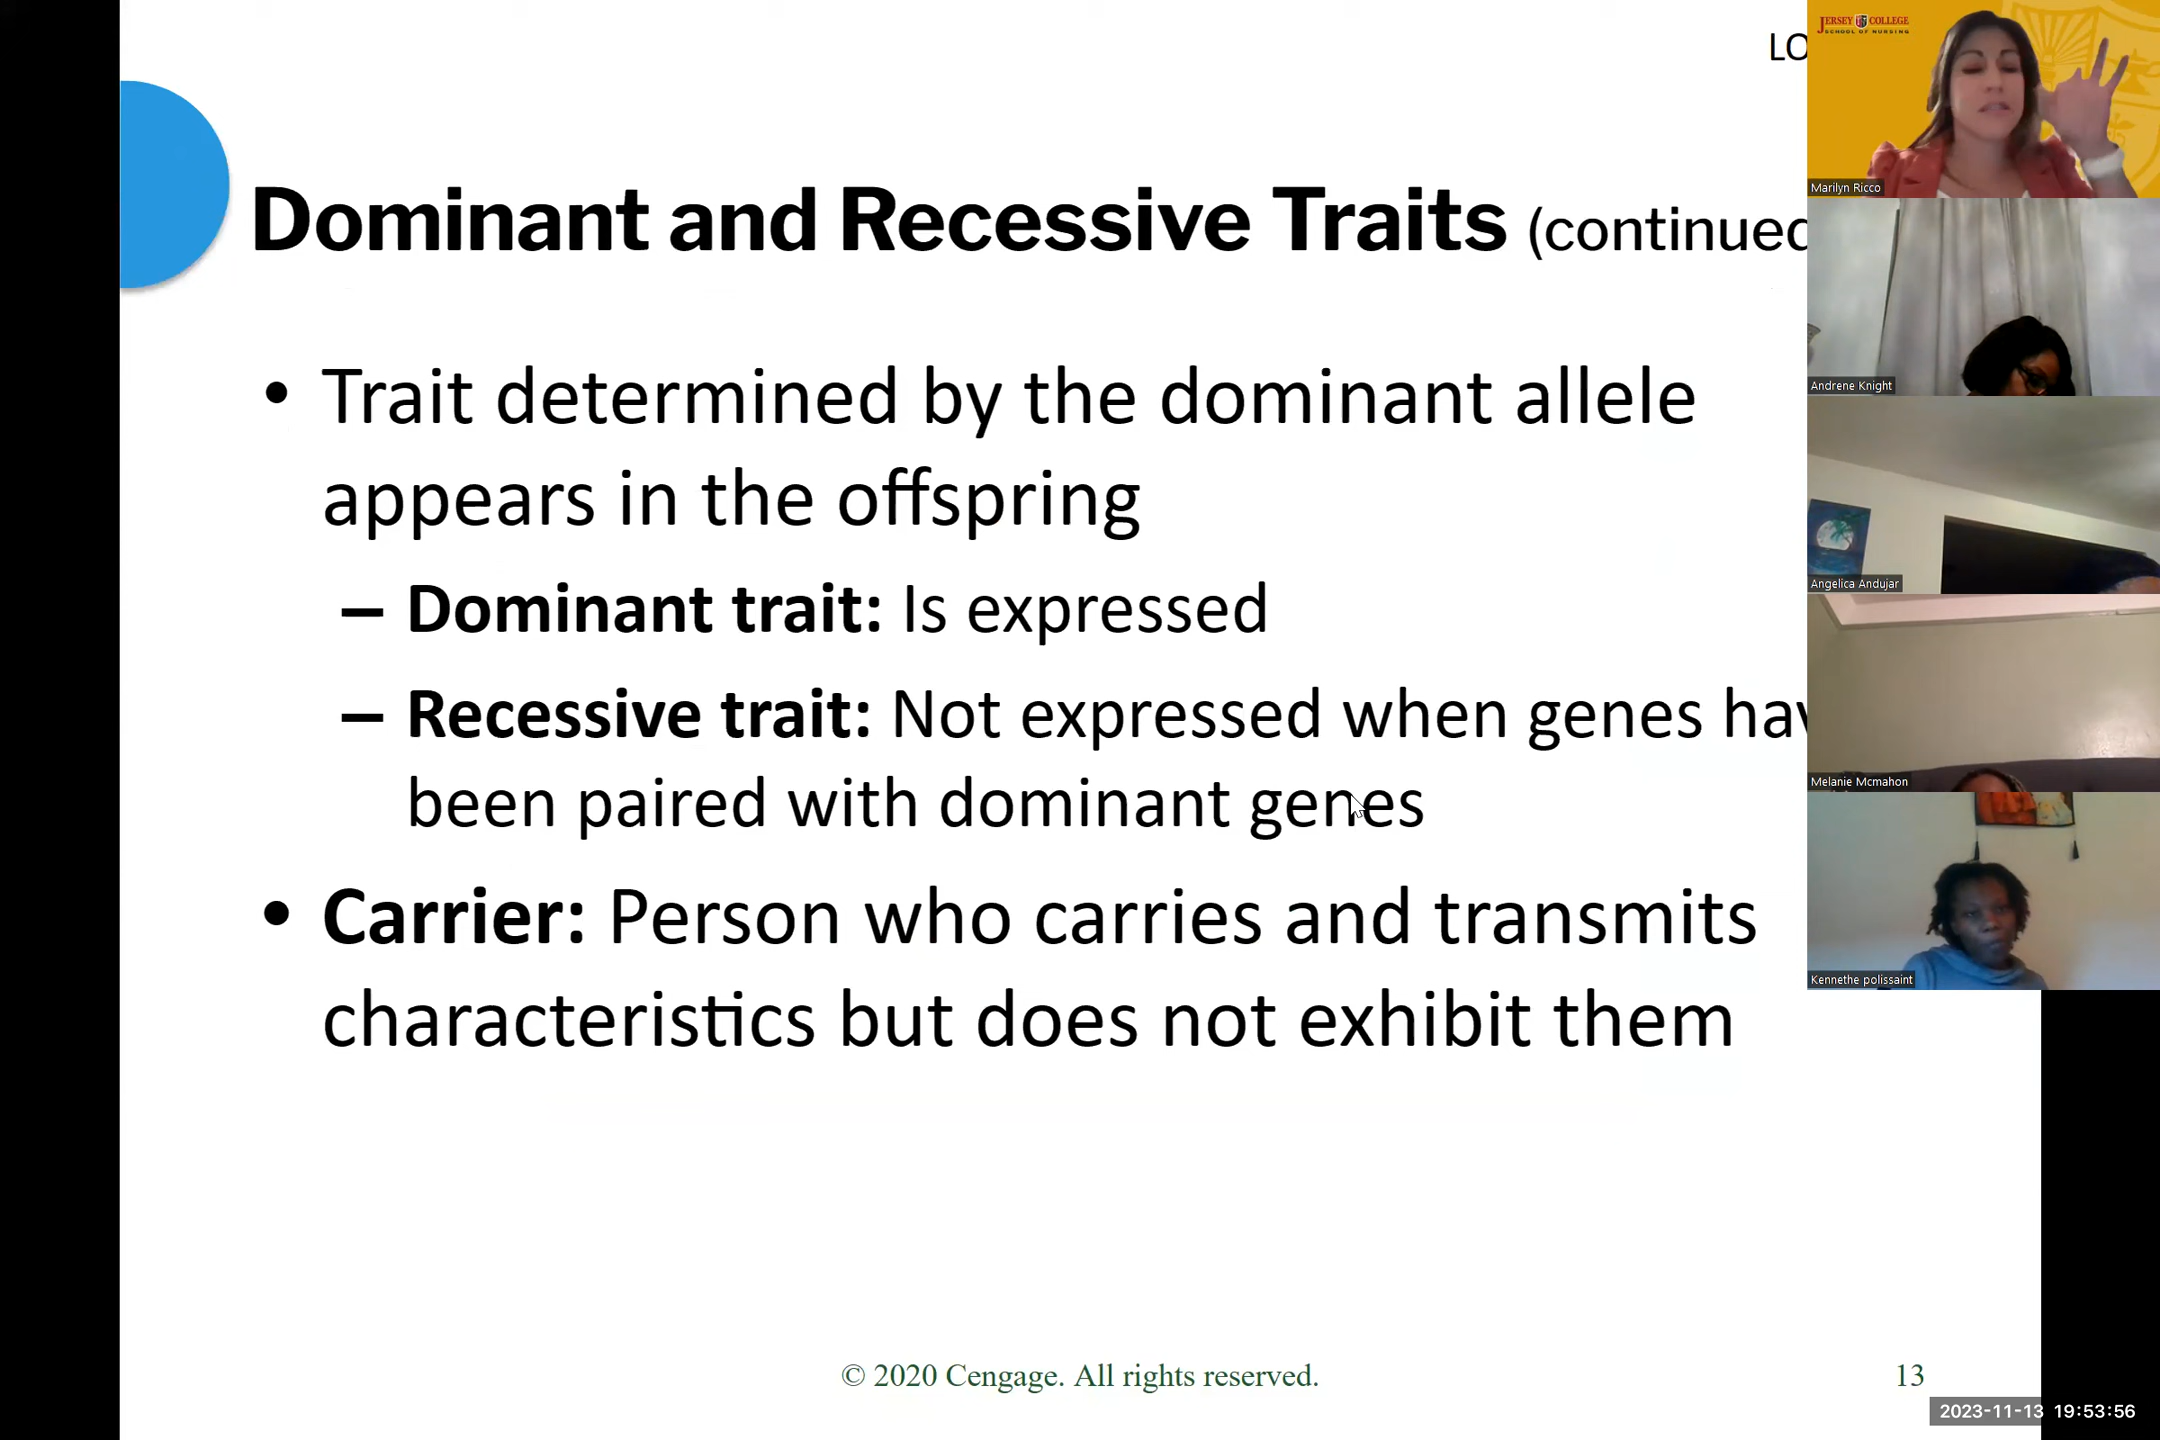 LO
Dominant and Recessive Traits (continued
• Trait determined by the dominant allele
appears in the offspring
– Dominant trait: Is expressed
– Recessive trait: Not expressed when genes hav
been paired with dominant genes
• Carrier: Person who carries and transmits
characteristics but does not exhibit them
© 2020 Cengage. All rights reserved.
13
2023-11-13 19:53:56
JERSEY COLLEGE
SCHOOL OF NURSING
Marilyn Ricco
Andrene Knight
Angelica Andujar
Melanie Mcmahon
Kennethe polissaint